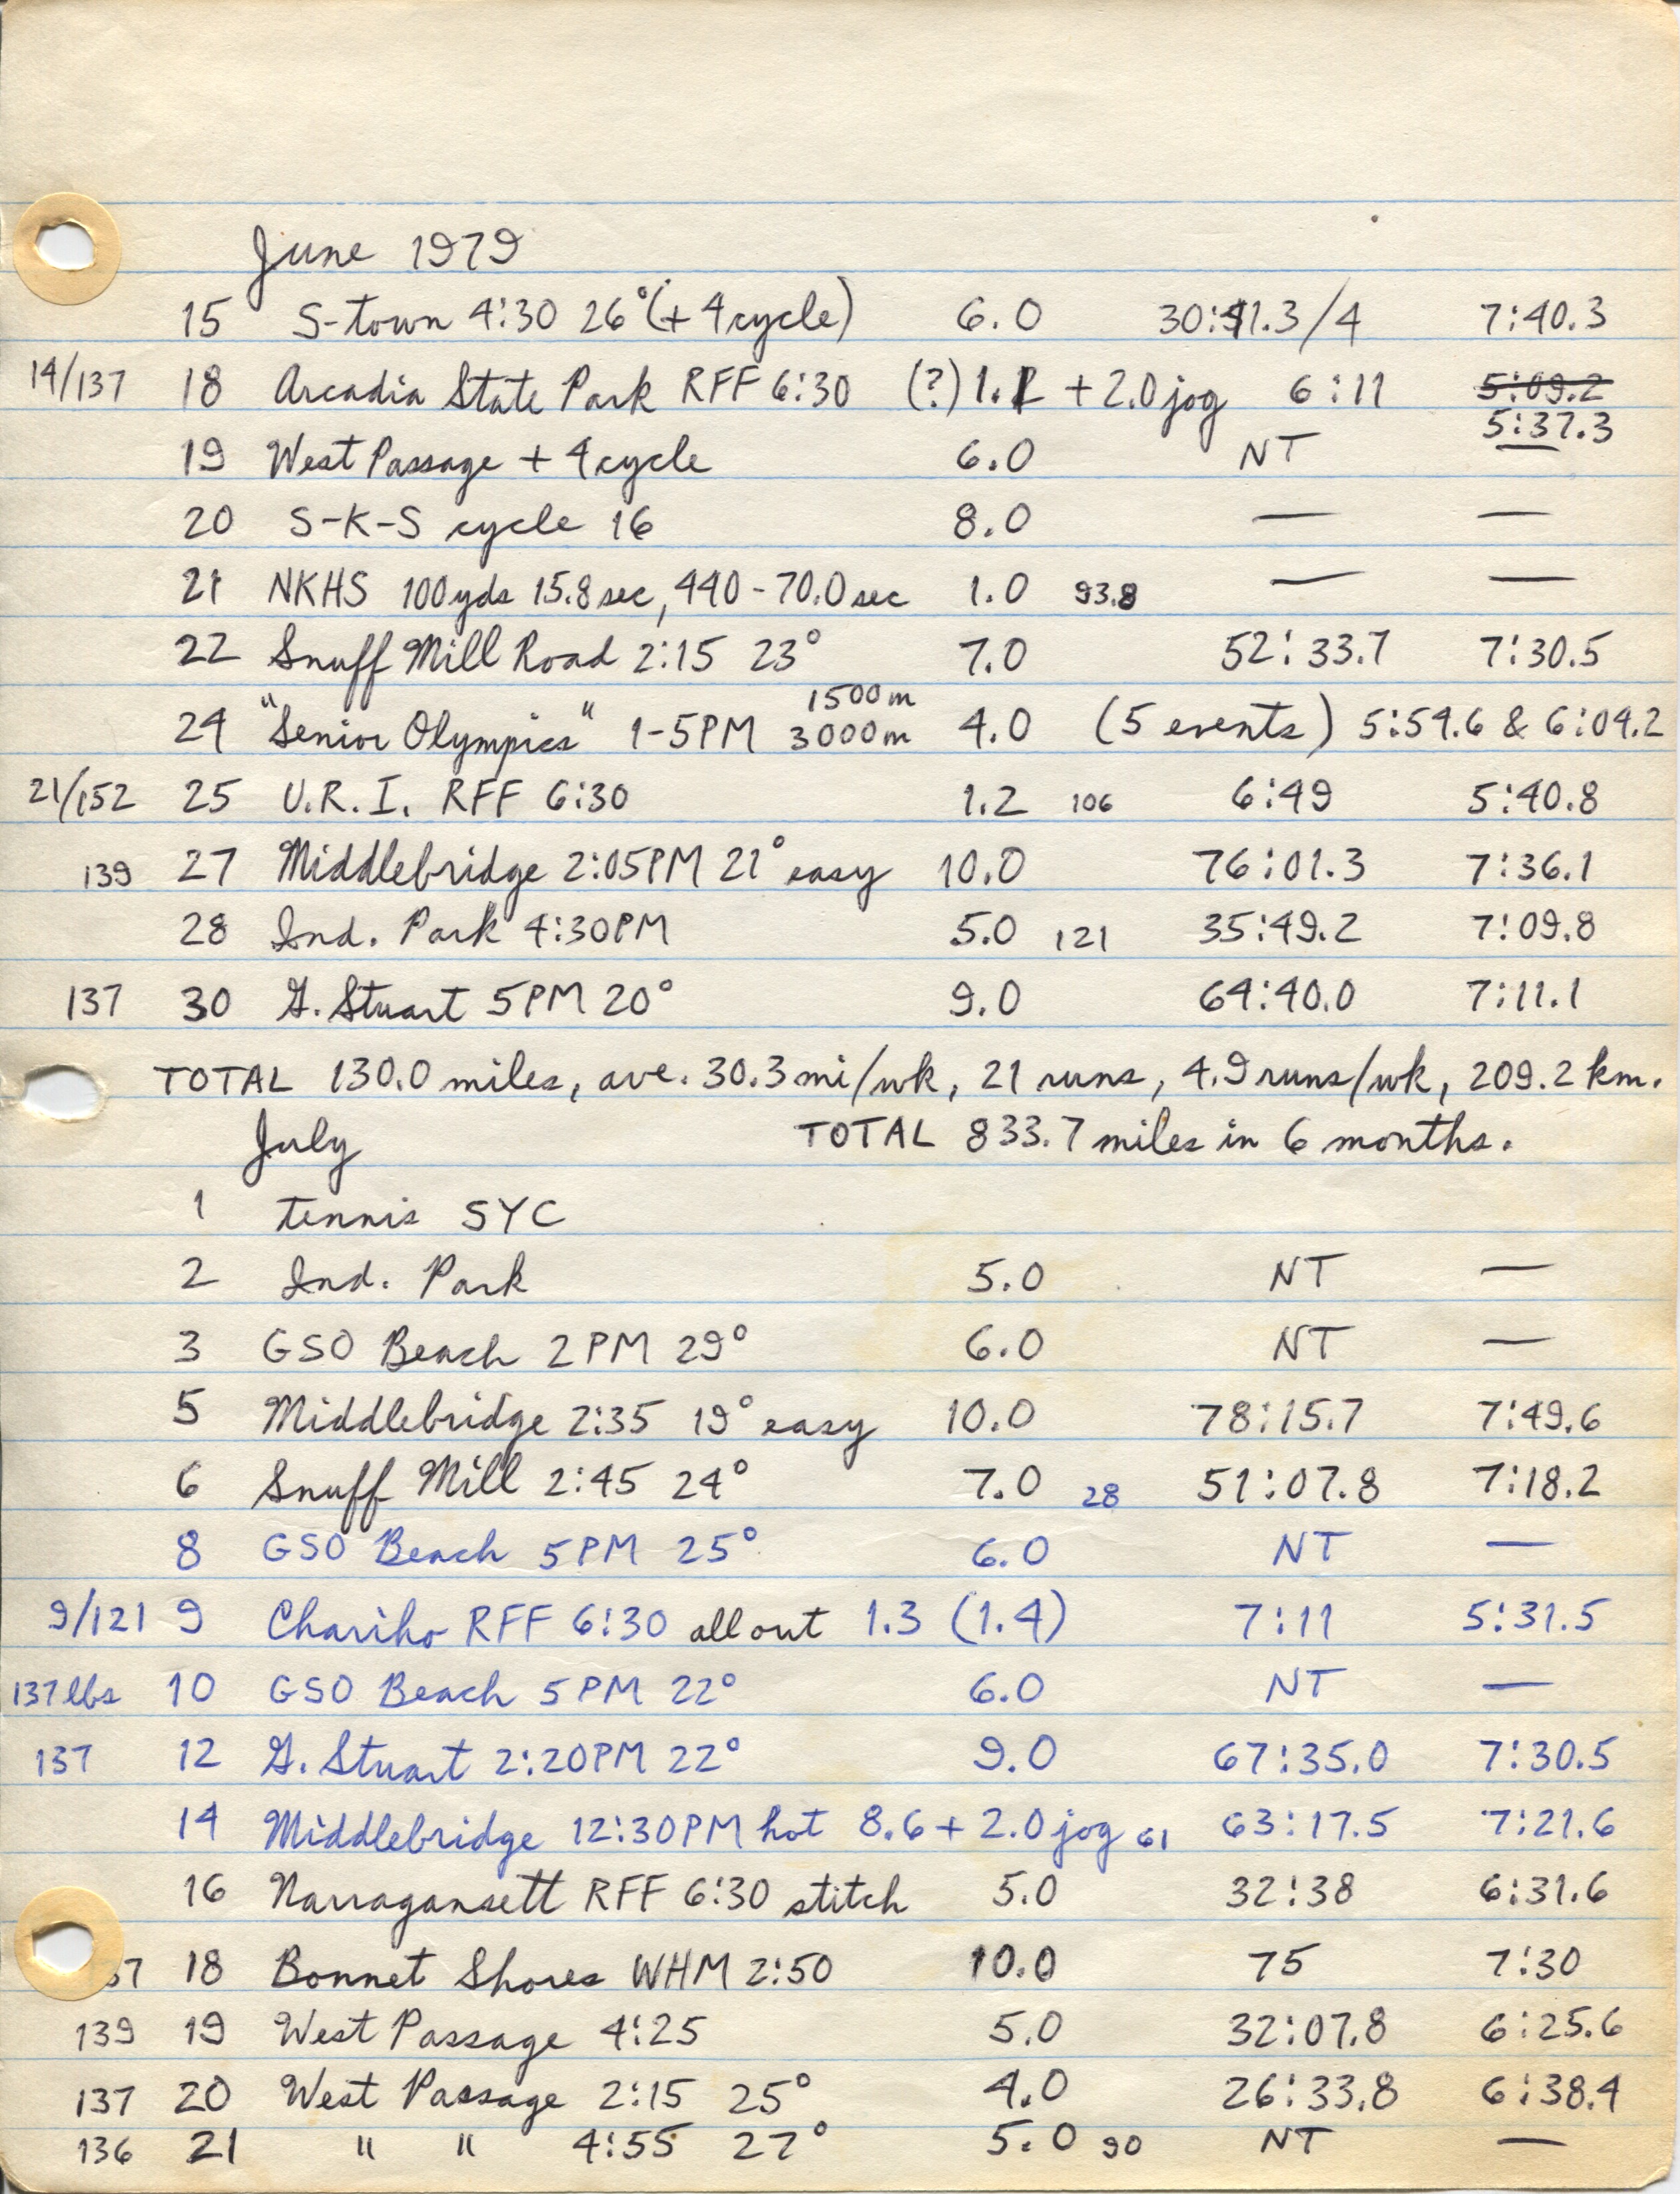 June 1979
15 S-town 4:30 26° (+ 4 cycle) 6.0 30:41.3/4 7:40.3
14/137 18 Arcadia State Park RFF 6:30 (?) 1.1 + 2.0 jog 6:11 5:09.2
5:37.3
19 West Passage + 4 cycle 6.0 NT
20 S-K-S cycle 16 8.0 — —
21 NKHS 100 yds 15.8 sec, 440 - 70.0 sec 1.0 93.8 — —
22 Snuff Mill Road 2:15 23° 7.0 52:33.7 7:30.5
1500 m
24 "Senior Olympics" 1-5PM 3000 m 4.0 (5 events) 5:54.6 & 6:04.2
21/152 25 U.R.I. RFF 6:30 1.2 106 6:49 5:40.8
139 27 Middlebridge 2:05PM 21° easy 10.0 76:01.3 7:36.1
28 Ind. Park 4:30PM 5.0 121 35:49.2 7:09.8
137 30 G. Stuart 5PM 20° 9.0 64:40.0 7:11.1
TOTAL 130.0 miles, ave. 30.3 mi/wk, 21 runs, 4.9 runs/wk, 209.2 km.
July TOTAL 833.7 miles in 6 months.
1 tennis SYC
2 Ind. Park 5.0 NT —
3 GSO Beach 2PM 29° 6.0 NT —
5 Middlebridge 2:35 19° easy 10.0 78:15.7 7:49.6
6 Snuff Mill 2:45 24° 7.0 28 51:07.8 7:18.2
8 GSO Beach 5PM 25° 6.0 NT —
9/121 9 Chariho RFF 6:30 all out 1.3 (1.4) 7:11 5:31.5
137 lbs 10 GSO Beach 5PM 22° 6.0 NT —
137 12 G. Stuart 2:20PM 22° 9.0 67:35.0 7:30.5
14 Middlebridge 12:30PM hot 8.6 + 2.0 jog 61 63:17.5 7:21.6
16 Narragansett RFF 6:30 stitch 5.0 32:38 6:31.6
37 18 Bonnet Shores WHM 2:50 10.0 75 7:30
139 19 West Passage 4:25 5.0 32:07.8 6:25.6
137 20 West Passage 2:15 25° 4.0 26:33.8 6:38.4
136 21 " " 4:55 27° 5.0 90 NT —